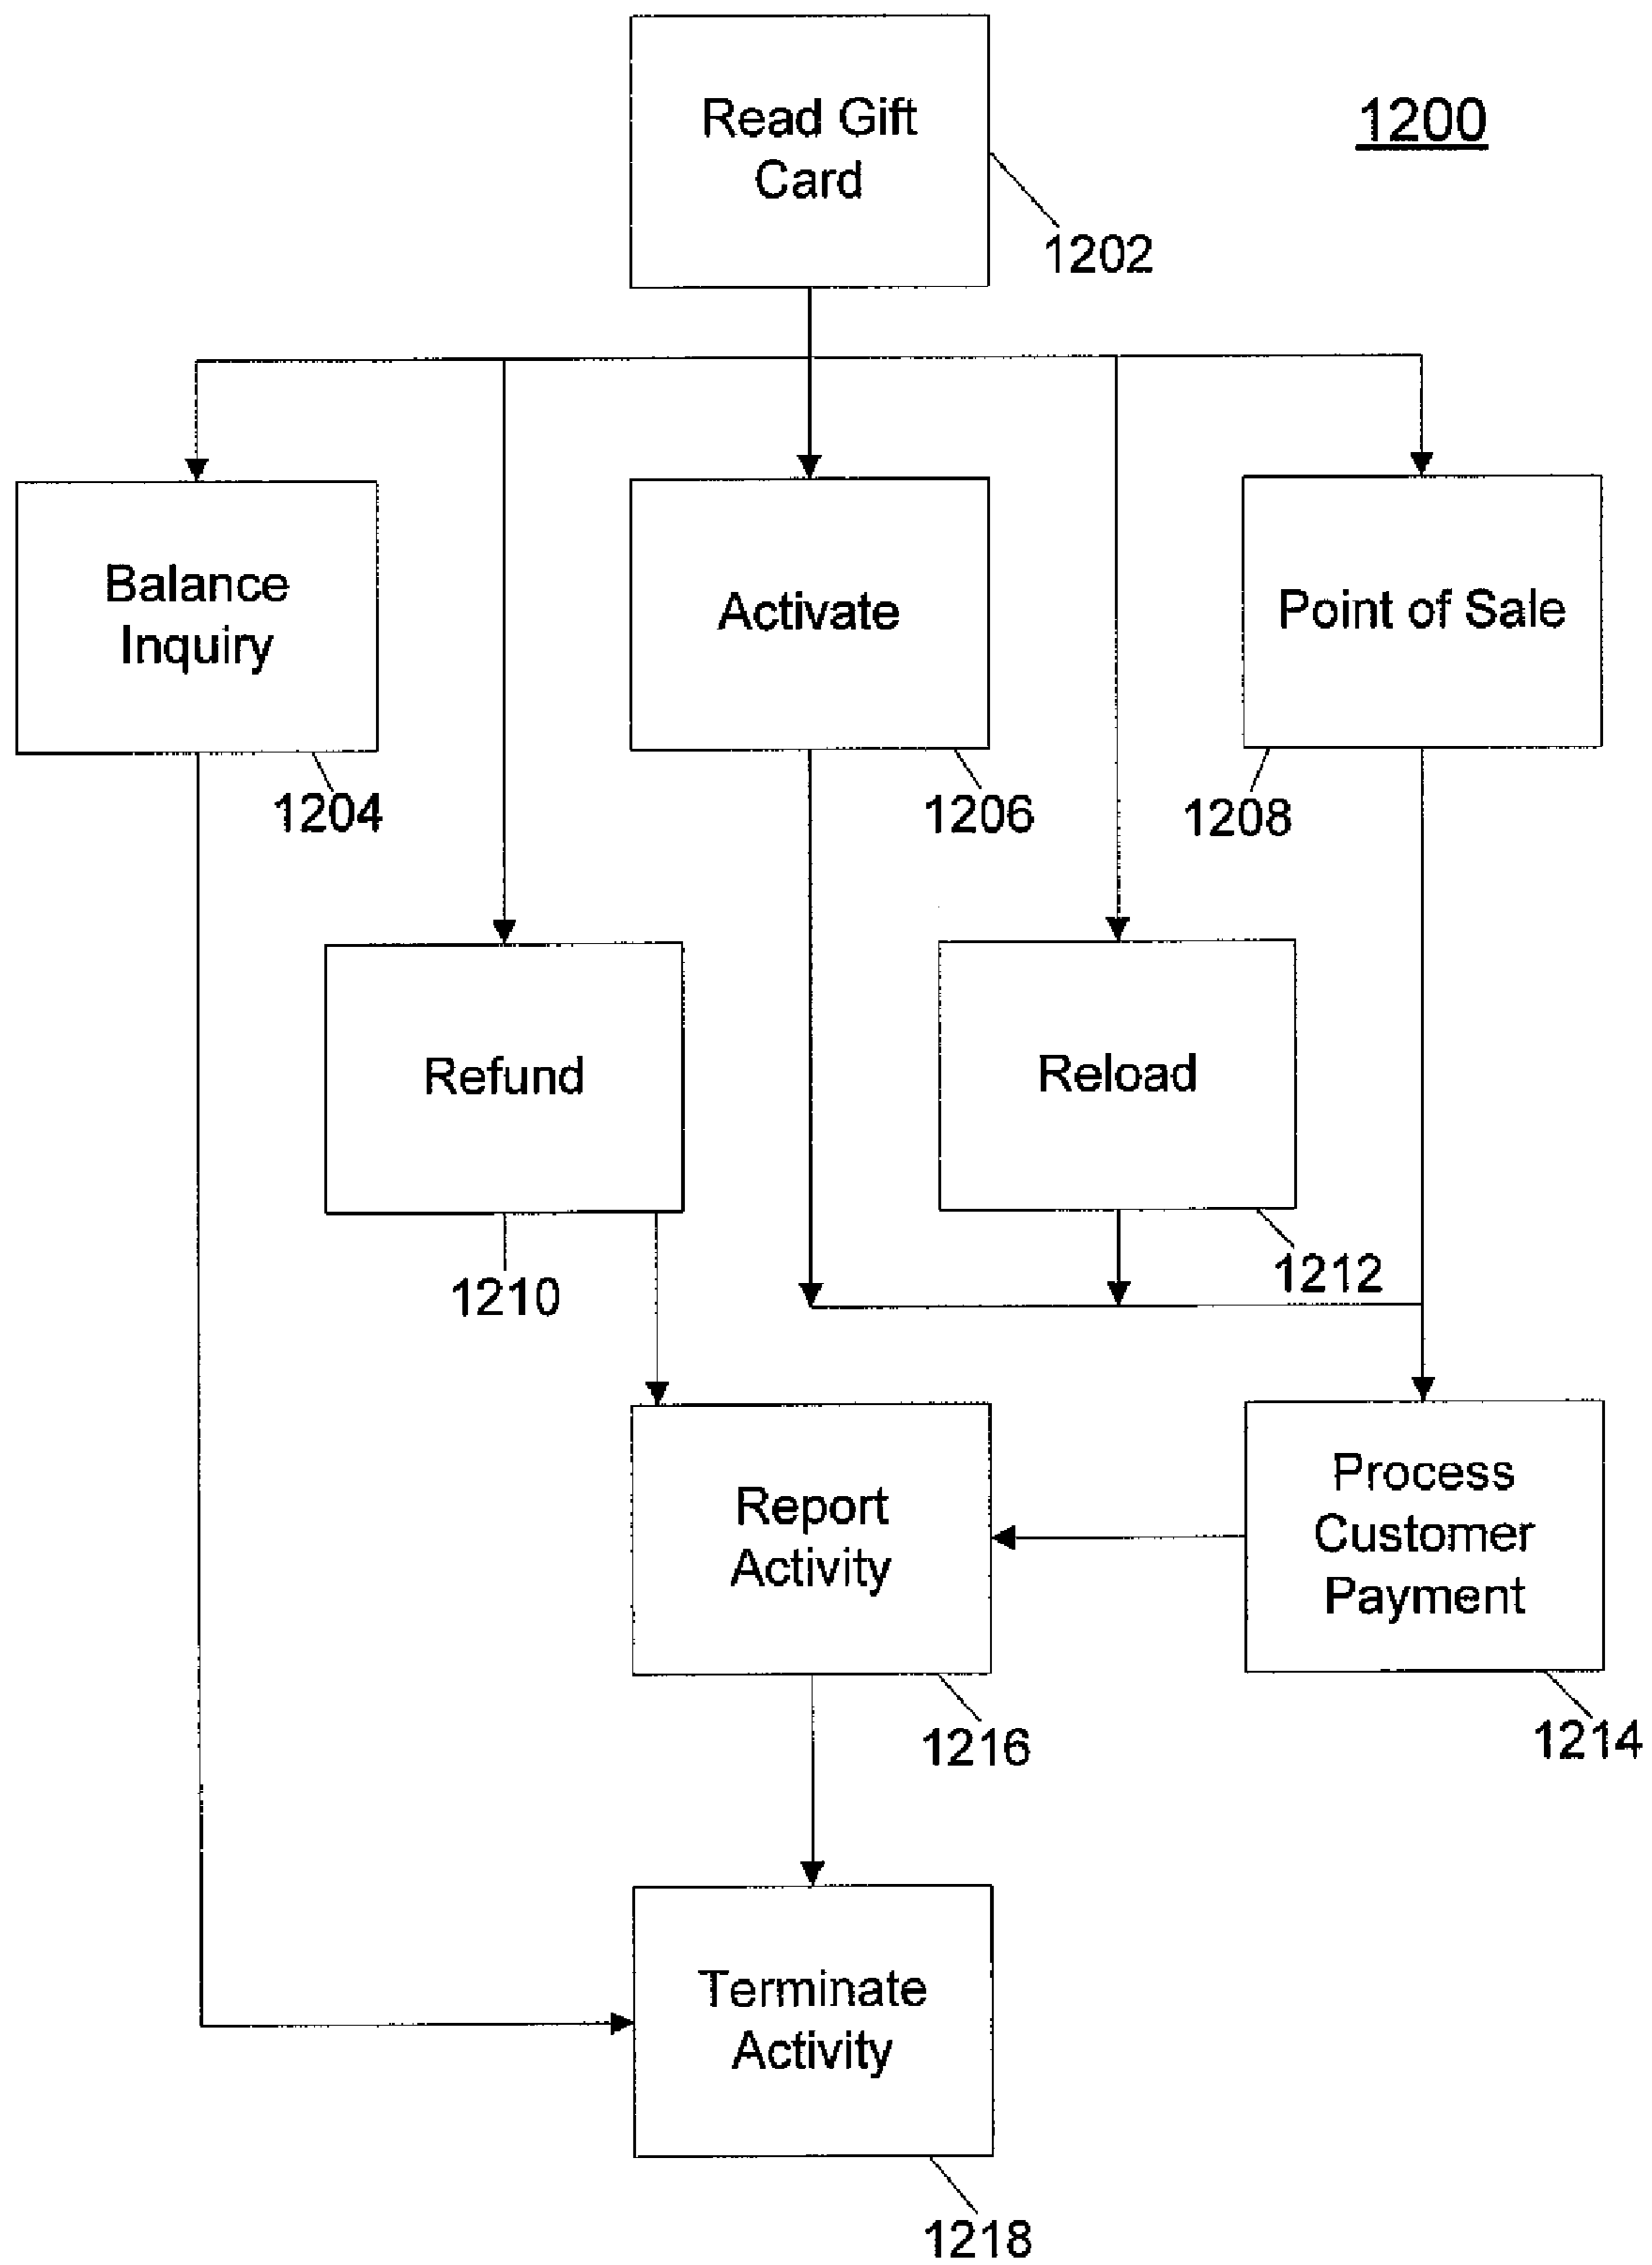 Read Gift
Card
1200
1202
Balance
Inquiry
Activate
Point of Sale
1204
1206
1208
Refund
Reload
1210
1212
Report
Activity
Process
Customer
Payment
1216
1214
Terminate
Activity
1218